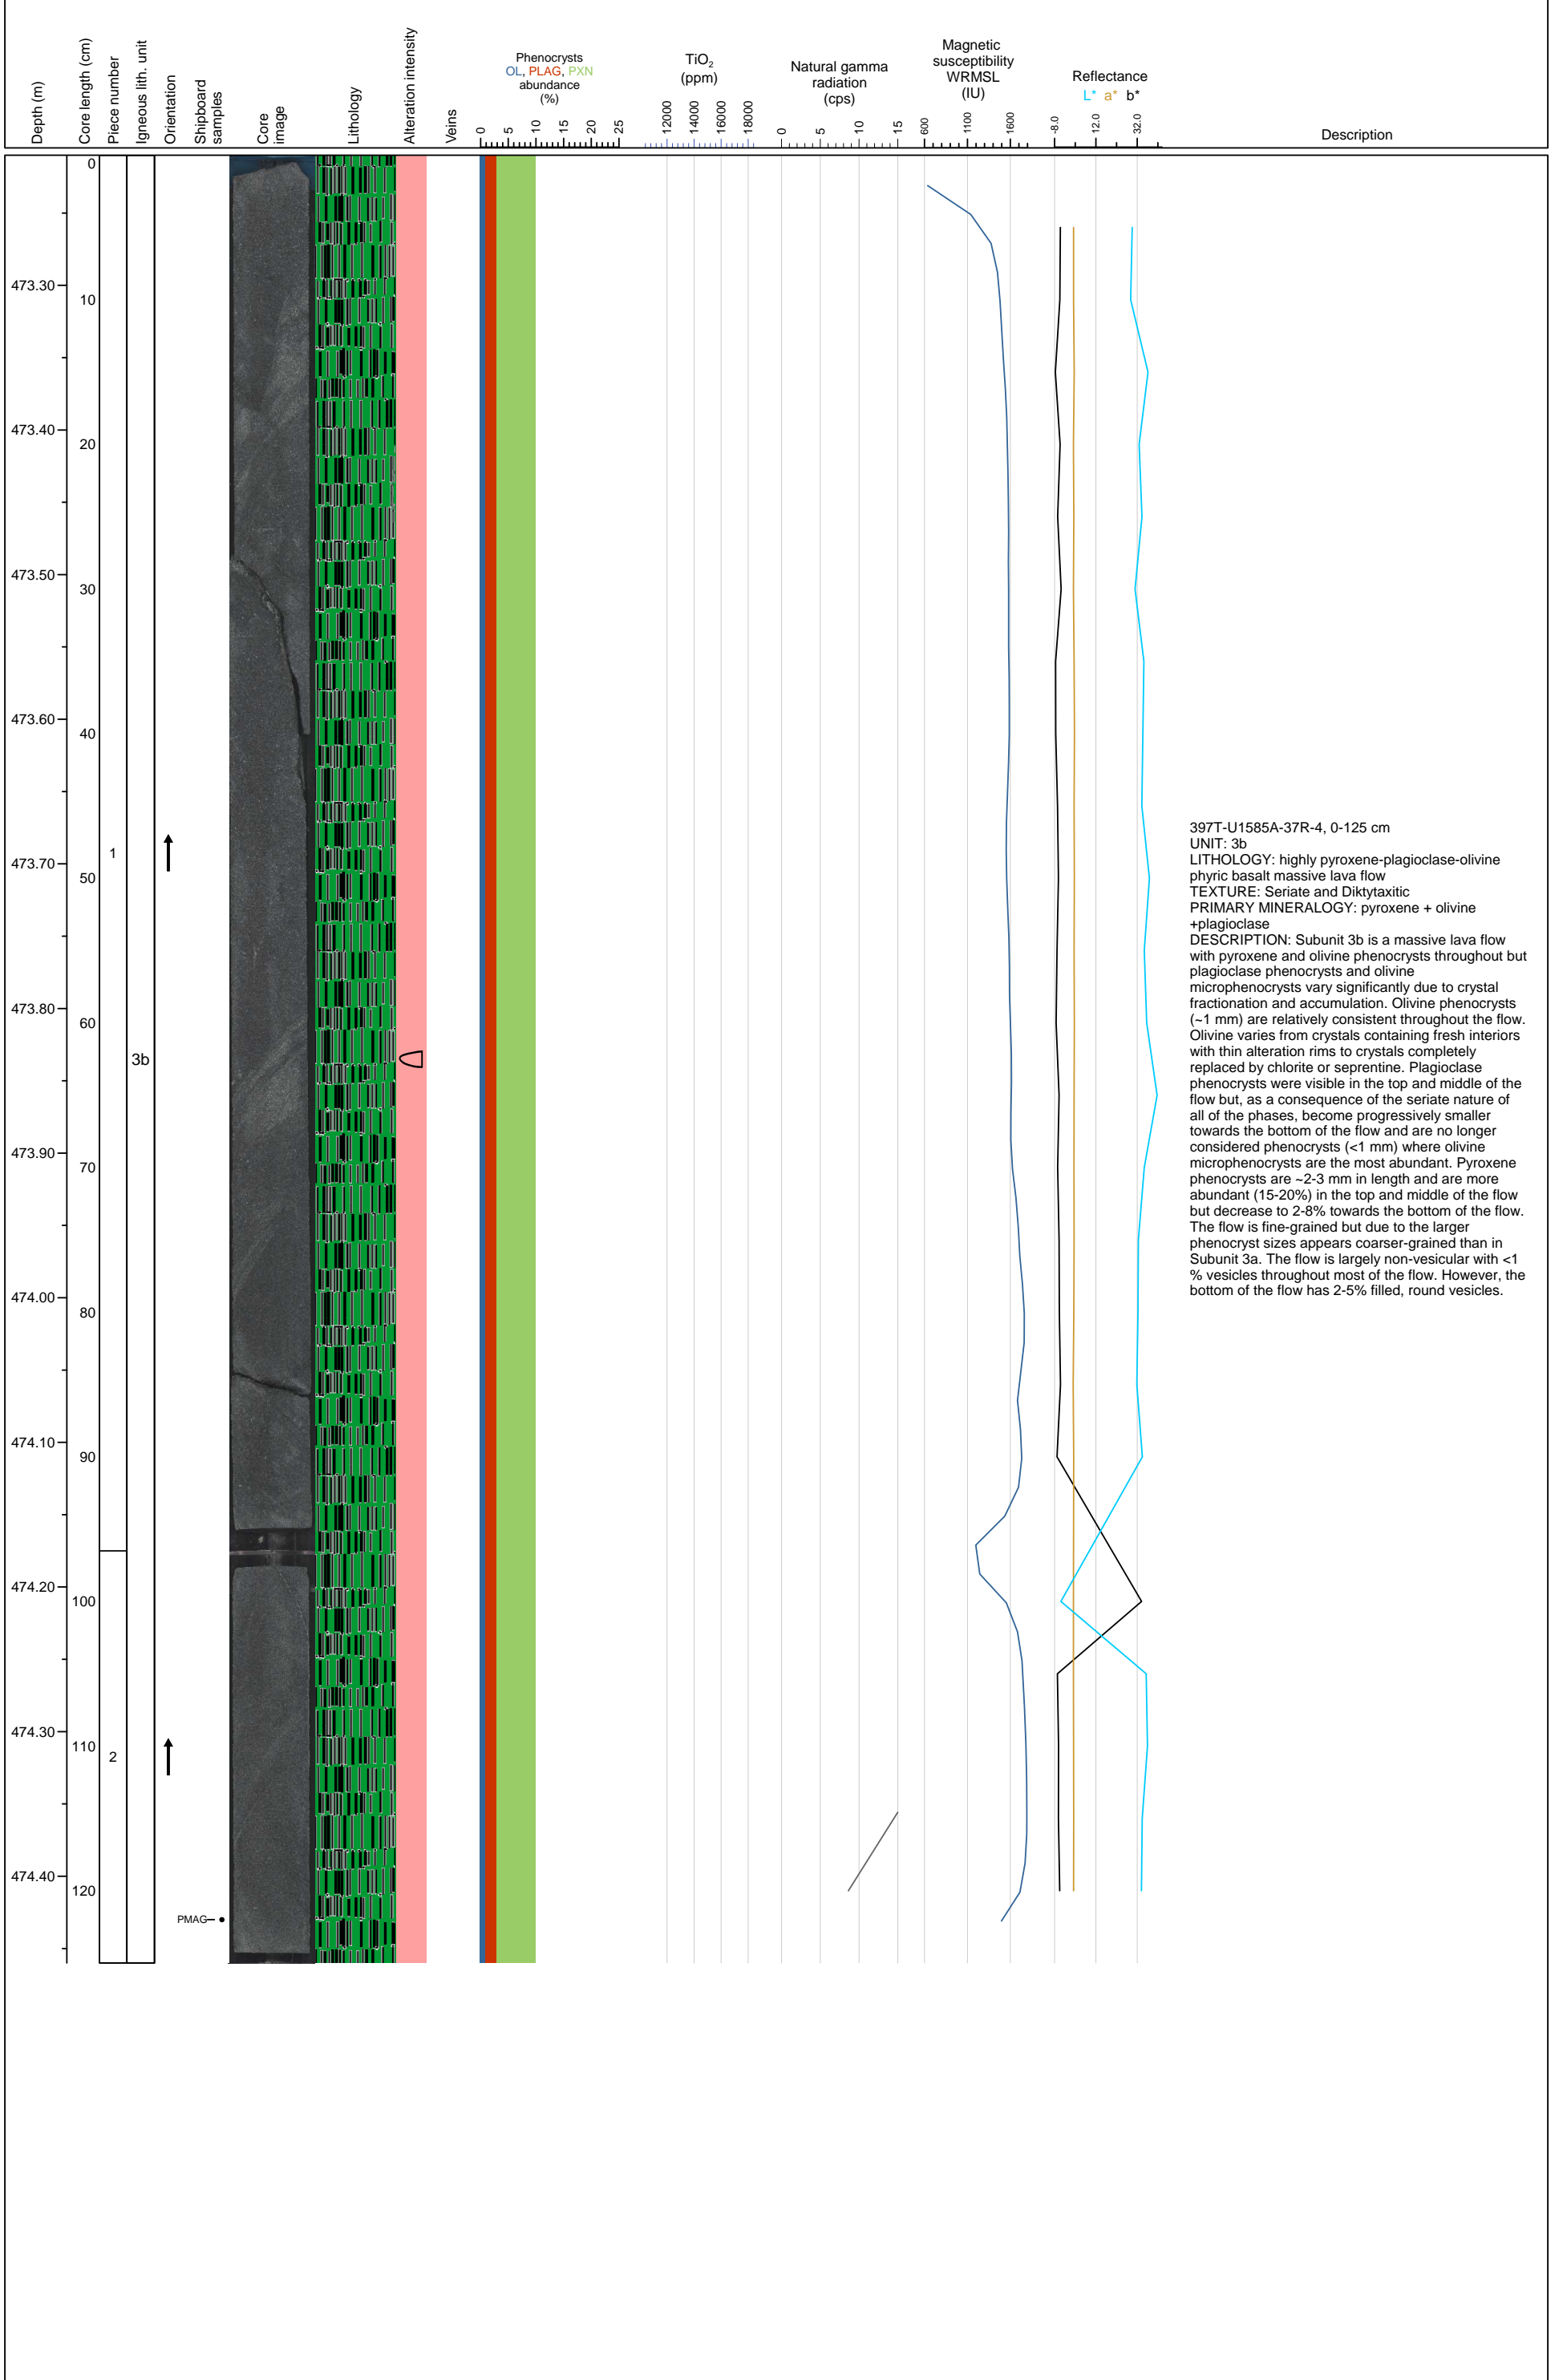 Depth (m)
Core length (cm)
Piece number
Igneous lith. unit
Orientation
Shipboard
samples
Core
image
Lithology
Alteration intensity
Veins
Phenocrysts
OL, PLAG, PXN
abundance
(%)
0 5 10 15 20 25
TiO2
(ppm)
12000 14000 16000 18000
Natural gamma
radiation
(cps)
0 5 10 15
Magnetic
susceptibility
WRMSL
(IU)
600 1100 1600
Reflectance
L* a* b*
-8.0 12.0 32.0
Description
0
473.30
10
473.40
20
473.50
30
473.60
40
473.70
1
50
473.80
60
3b
D
473.90
70
474.00
80
474.10
90
474.20
100
474.30
110
2
474.40
120
PMAG
397T-U1585A-37R-4, 0-125 cm
UNIT: 3b
LITHOLOGY: highly pyroxene-plagioclase-olivine
phyric basalt massive lava flow
TEXTURE: Seriate and Diktytaxitic
PRIMARY MINERALOGY: pyroxene + olivine
+plagioclase
DESCRIPTION: Subunit 3b is a massive lava flow
with pyroxene and olivine phenocrysts throughout but
plagioclase phenocrysts and olivine
microphenocrysts vary significantly due to crystal
fractionation and accumulation. Olivine phenocrysts
(~1 mm) are relatively consistent throughout the flow.
Olivine varies from crystals containing fresh interiors
with thin alteration rims to crystals completely
replaced by chlorite or seprentine. Plagioclase
phenocrysts were visible in the top and middle of the
flow but, as a consequence of the seriate nature of
all of the phases, become progressively smaller
towards the bottom of the flow and are no longer
considered phenocrysts (<1 mm) where olivine
microphenocrysts are the most abundant. Pyroxene
phenocrysts are ~2-3 mm in length and are more
abundant (15-20%) in the top and middle of the flow
but decrease to 2-8% towards the bottom of the flow.
The flow is fine-grained but due to the larger
phenocryst sizes appears coarser-grained than in
Subunit 3a. The flow is largely non-vesicular with <1
% vesicles throughout most of the flow. However, the
bottom of the flow has 2-5% filled, round vesicles.